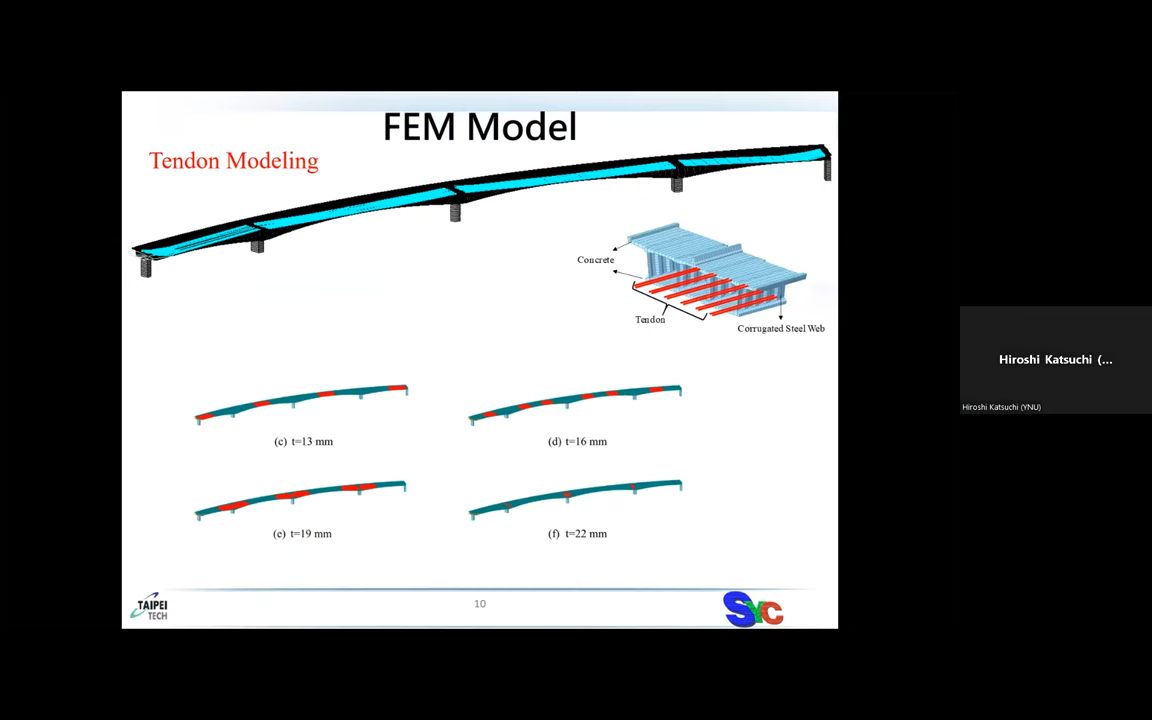 FEM Model
Tendon Modeling
Concrete
Tendon
Corrugated Steel Web
Hiroshi Katsuchi (...
Hiroshi Katsuchi (YNU)
(c) t=13 mm
(d) t=16 mm
(e) t=19 mm
(f) t=22 mm
TAIPEI
TECH
10
SYC